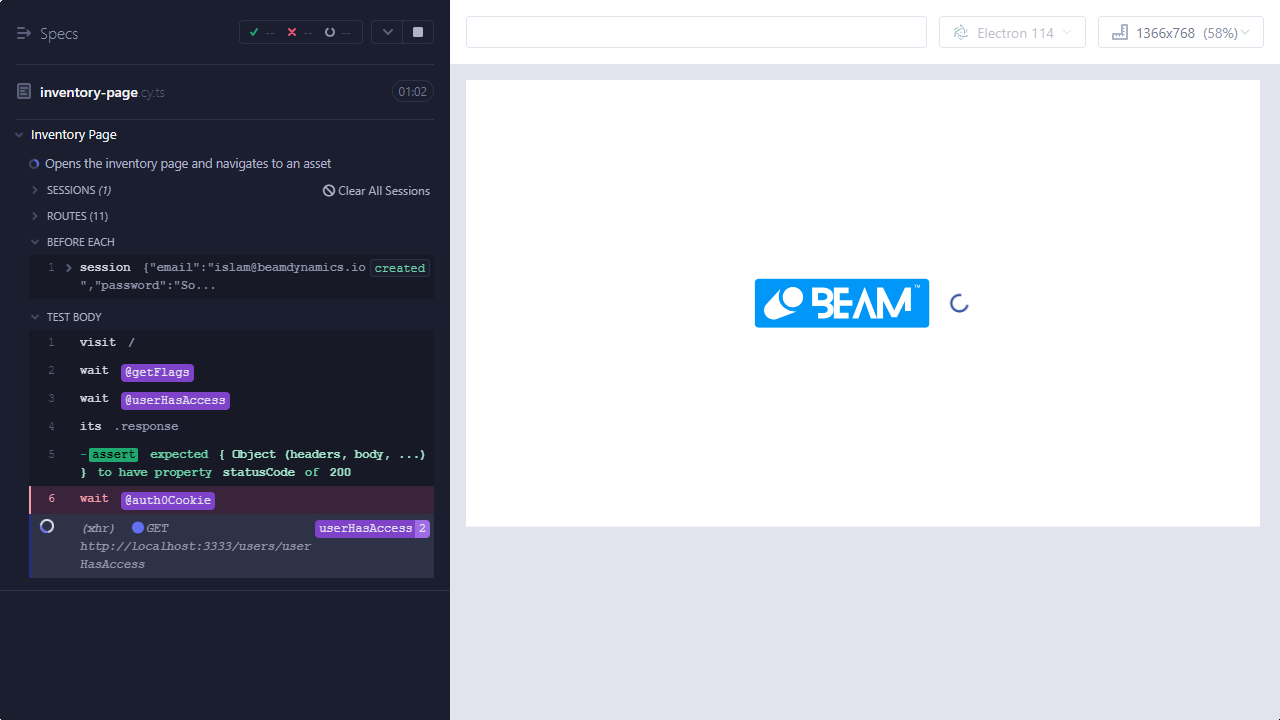 Specs
-- -- --
Electron 114
1366x768 (58%)
inventory-page.cy.ts
01:02
Inventory Page
Opens the inventory page and navigates to an asset
SESSIONS (1)
Clear All Sessions
ROUTES (11)
BEFORE EACH
1 session {"email":"islam@beamdynamics.io created
","password":"So...
TEST BODY
1 visit /
2 wait @getFlags
3 wait @userHasAccess
4 its .response
5 -assert expected { Object (headers, body, ...)
} to have property statusCode of 200
6 wait @auth0Cookie
(xhr) GET userHasAccess 2
http://localhost:3333/users/user
HasAccess
BEAM™